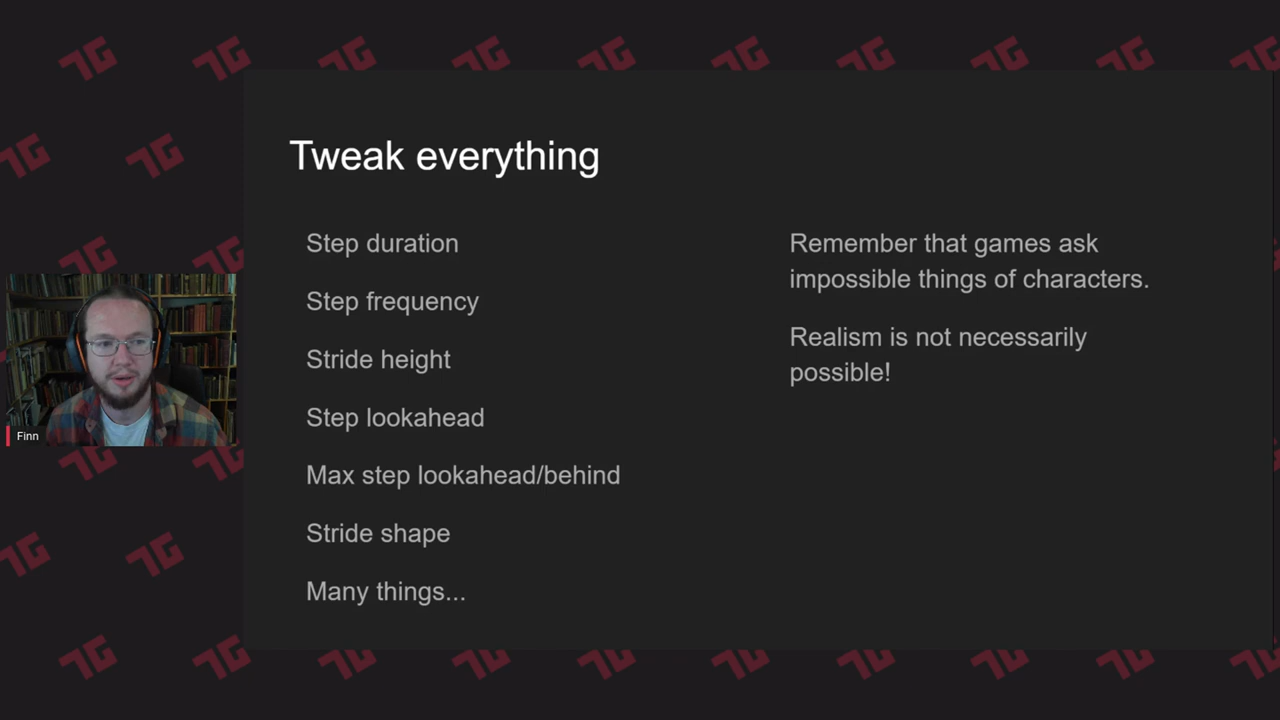 Tweak everything
Step duration
Step frequency
Stride height
Step lookahead
Max step lookahead/behind
Stride shape
Many things...
Remember that games ask
impossible things of characters.
Realism is not necessarily
possible!
Finn